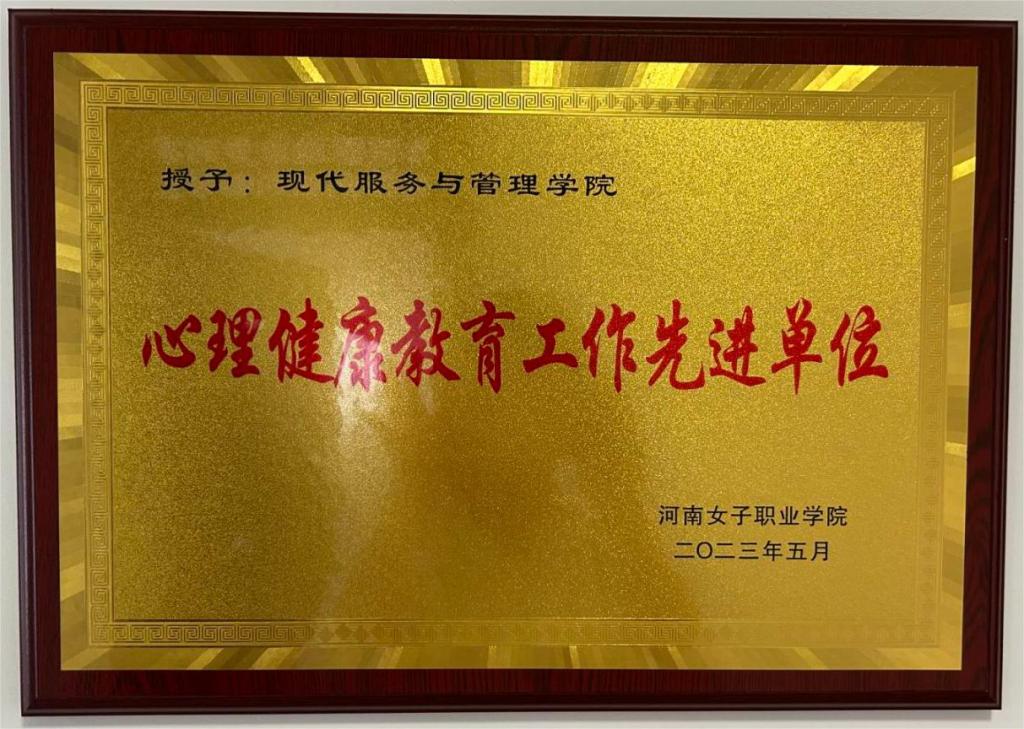 授予：现代服务与管理学院
心理健康教育工作先进单位
河南女子职业学院
二〇二三年五月